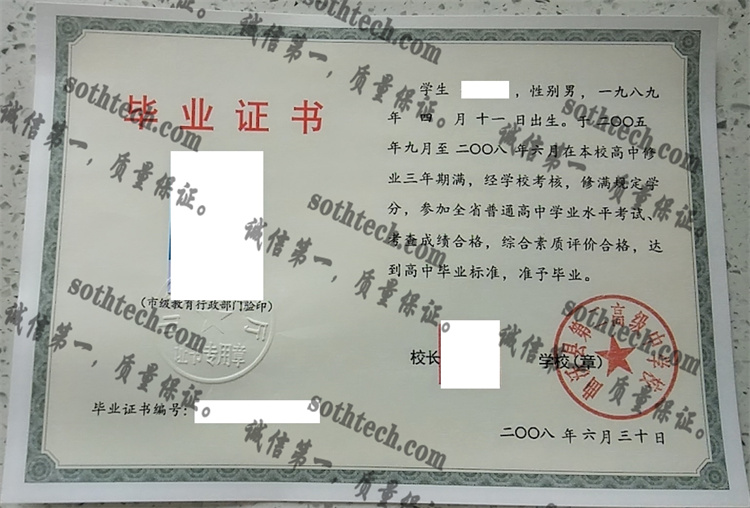 毕业证书
(市级教育行政部门验印)
证书专用章
毕业证书编号:
学生 ,性别男,一九八九
年 四 月 十一 日出生。于二〇〇五
年九月至二〇〇八年六月在本校高中修
业三年期满,经学校考核,修满规定学
分,参加全省普通高中学业水平考试、
考查成绩合格,综合素质评价合格,达
到高中毕业标准,准予毕业。
校长 学校(章)
二〇〇八年六月三十日
sothtech.com
诚信第一,质量保证。